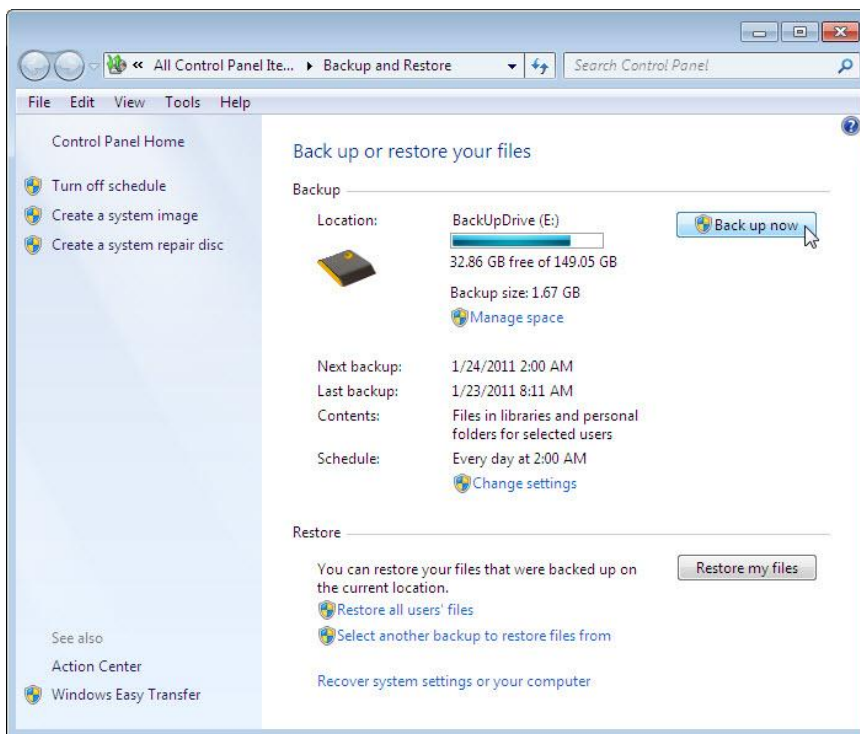 « All Control Panel Ite... ▸ Backup and Restore
Search Control Panel
File Edit View Tools Help
Control Panel Home
Turn off schedule
Create a system image
Create a system repair disc
See also
Action Center
Windows Easy Transfer
Back up or restore your files
Backup
Location: BackUpDrive (E:)
Back up now
32.86 GB free of 149.05 GB
Backup size: 1.67 GB
Manage space
Next backup: 1/24/2011 2:00 AM
Last backup: 1/23/2011 8:11 AM
Contents: Files in libraries and personal
folders for selected users
Schedule: Every day at 2:00 AM
Change settings
Restore
You can restore your files that were backed up on
the current location.
Restore my files
Restore all users' files
Select another backup to restore files from
Recover system settings or your computer